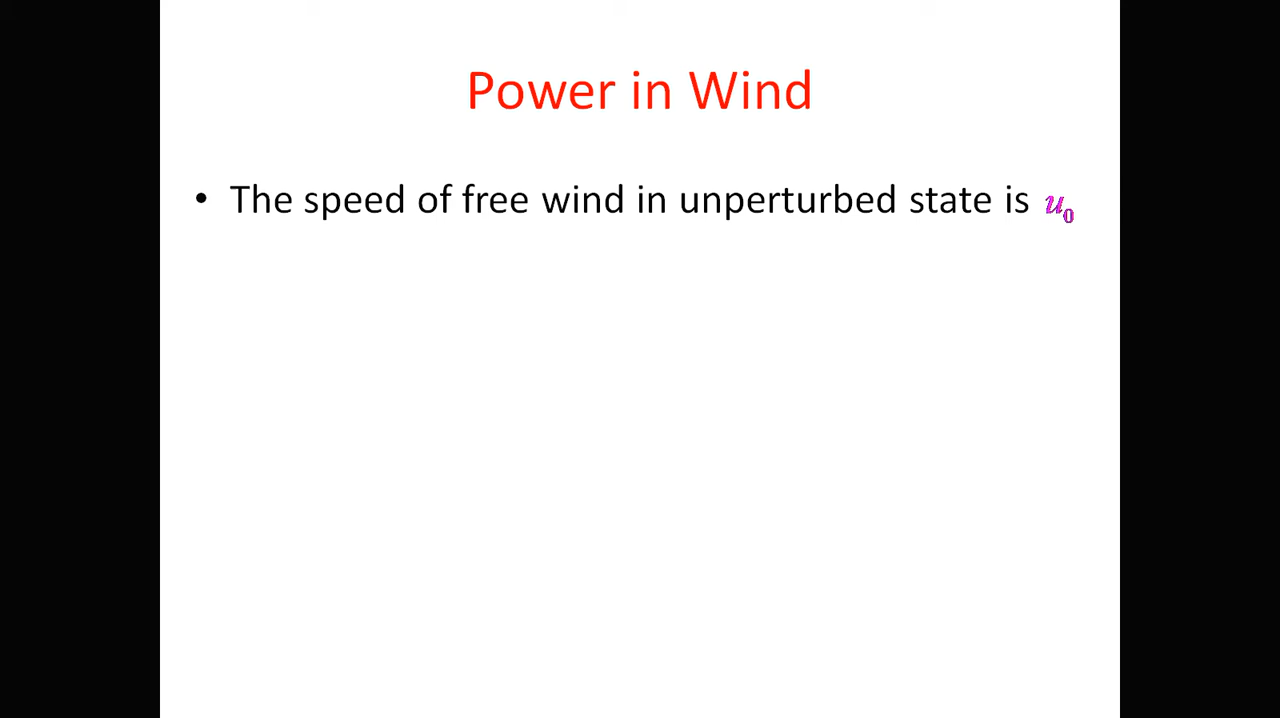 Power in Wind
• The speed of free wind in unperturbed state is u₀